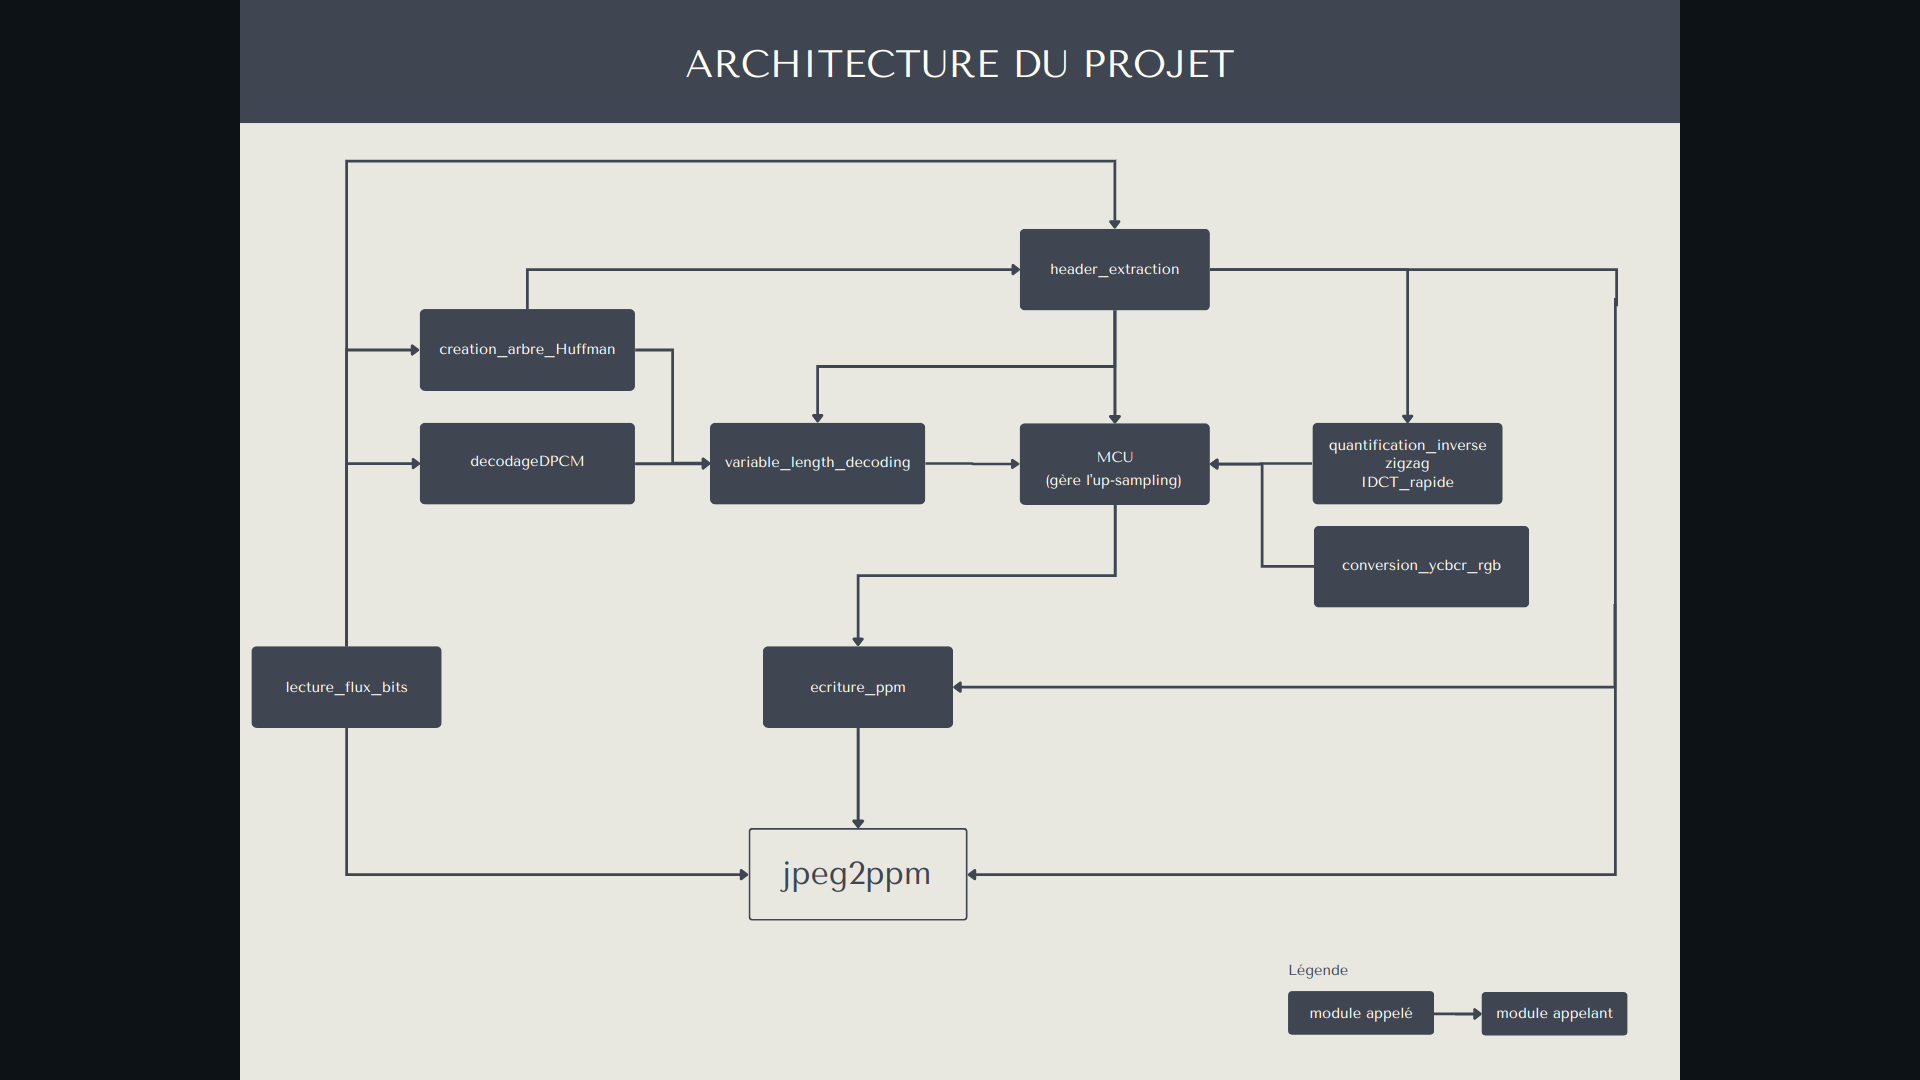 ARCHITECTURE DU PROJET
header_extraction
creation_arbre_Huffman
decodageDPCM
variable_length_decoding
MCU
(gère l'up-sampling)
quantification_inverse
zigzag
IDCT_rapide
conversion_ycbcr_rgb
lecture_flux_bits
ecriture_ppm
jpeg2ppm
Légende
module appelé
module appelant